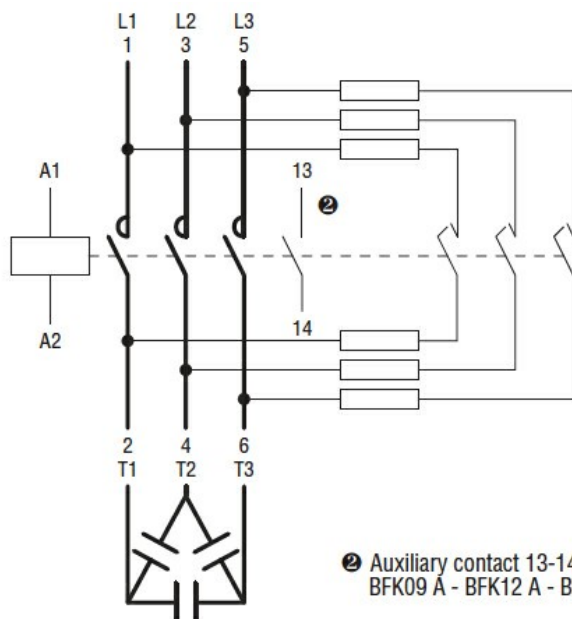 L1 L2 L3
1 3 5
A1
13
❷
A2
14
2 4 6
T1 T2 T3
❷ Auxiliary contact 13-14
BFK09 A - BFK12 A - B